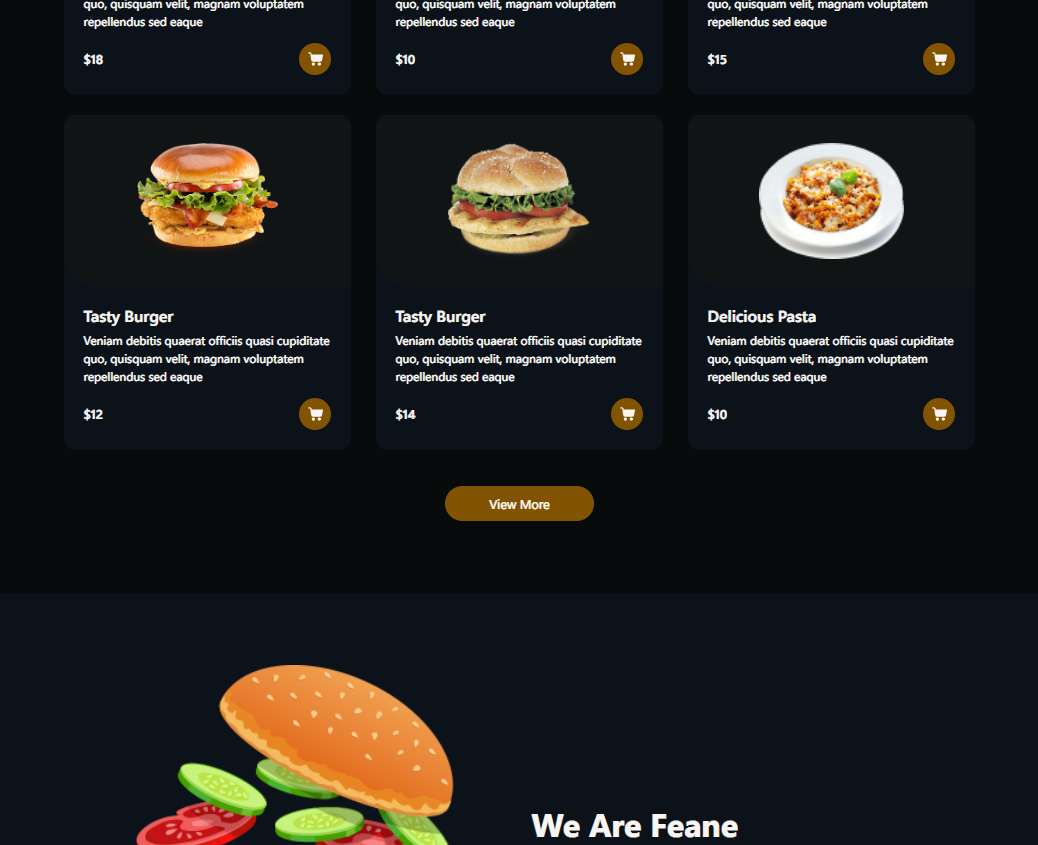 quo, quisquam velit, magnam voluptatem
repellendus sed eaque
$18
quo, quisquam velit, magnam voluptatem
repellendus sed eaque
$10
quo, quisquam velit, magnam voluptatem
repellendus sed eaque
$15
Tasty Burger
Veniam debitis quaerat officiis quasi cupiditate
quo, quisquam velit, magnam voluptatem
repellendus sed eaque
$12
Tasty Burger
Veniam debitis quaerat officiis quasi cupiditate
quo, quisquam velit, magnam voluptatem
repellendus sed eaque
$14
Delicious Pasta
Veniam debitis quaerat officiis quasi cupiditate
quo, quisquam velit, magnam voluptatem
repellendus sed eaque
$10
View More
We Are Feane